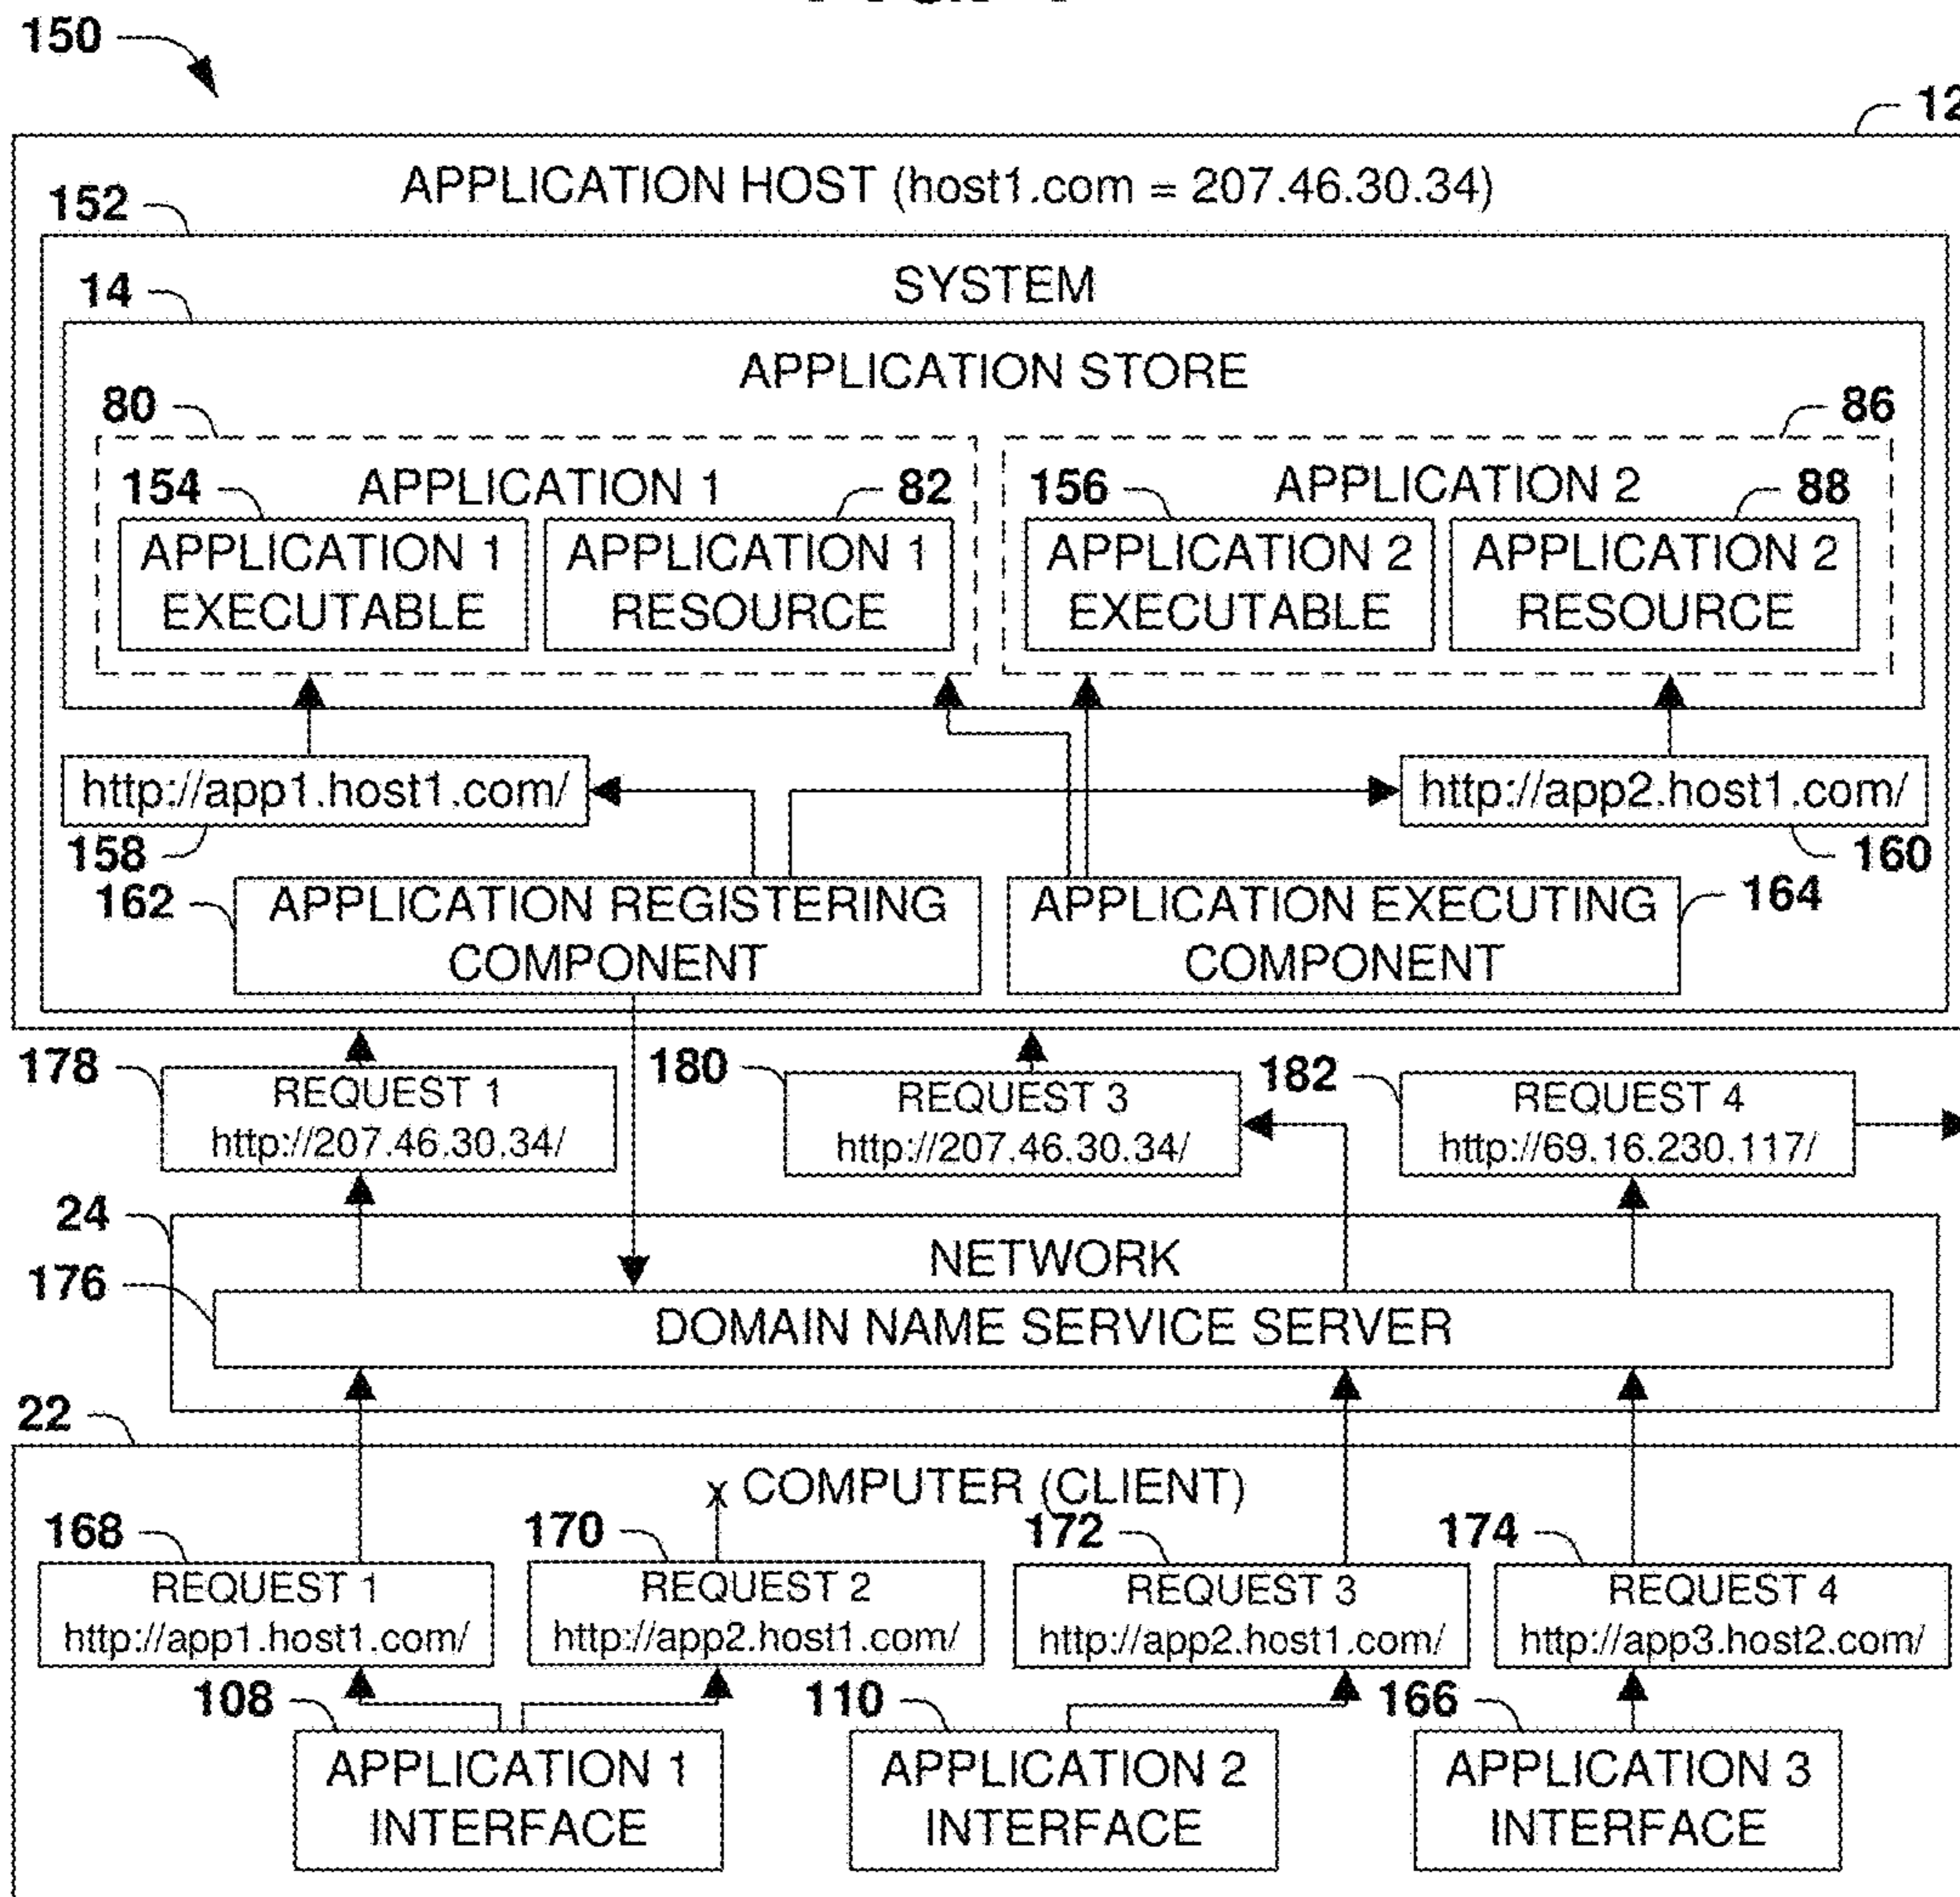 150
12
APPLICATION HOST (host1.com = 207.46.30.34)
152
SYSTEM
14
APPLICATION STORE
80
86
154
APPLICATION 1
82
156
APPLICATION 2
88
APPLICATION 1
EXECUTABLE
APPLICATION 1
RESOURCE
APPLICATION 2
EXECUTABLE
APPLICATION 2
RESOURCE
http://app1.host1.com/
http://app2.host1.com/
158
160
162
APPLICATION REGISTERING
COMPONENT
APPLICATION EXECUTING
COMPONENT
164
178
REQUEST 1
http://207.46.30.34/
180
REQUEST 3
http://207.46.30.34/
182
REQUEST 4
http://69.16.230.117/
24
NETWORK
176
DOMAIN NAME SERVICE SERVER
22
x COMPUTER (CLIENT)
168
170
172
174
REQUEST 1
http://app1.host1.com/
REQUEST 2
http://app2.host1.com/
REQUEST 3
http://app2.host1.com/
REQUEST 4
http://app3.host2.com/
108
110
166
APPLICATION 1
INTERFACE
APPLICATION 2
INTERFACE
APPLICATION 3
INTERFACE